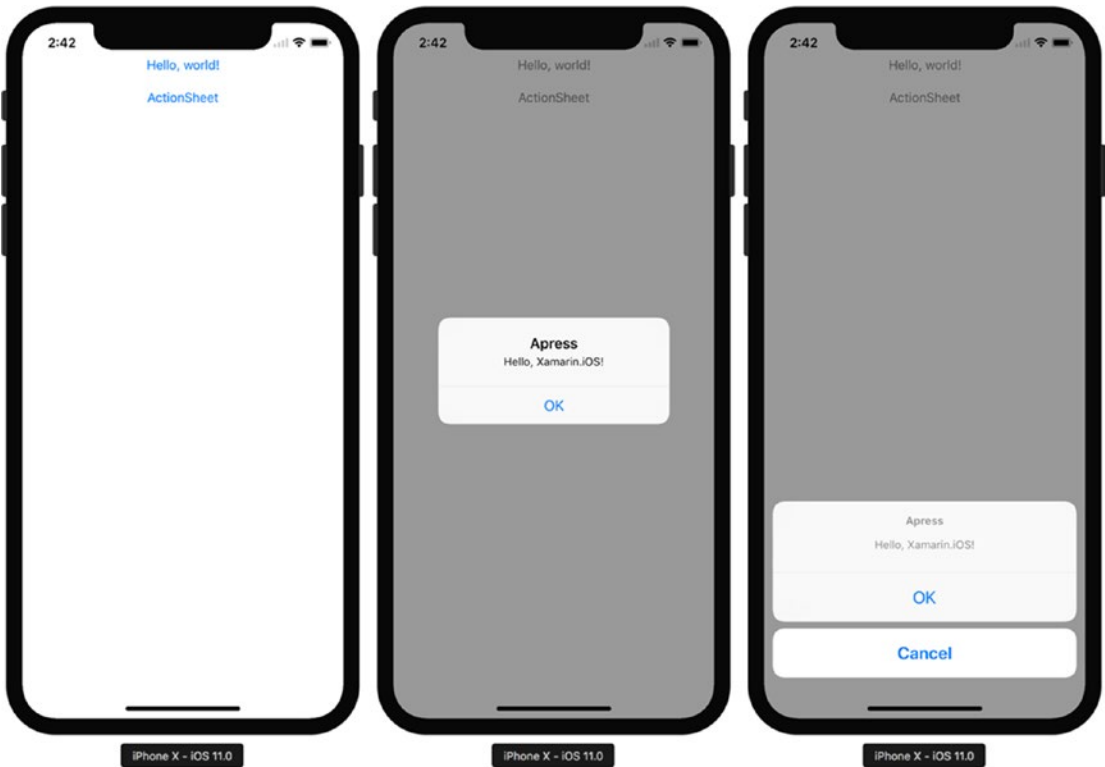 2:42
Hello, world!
ActionSheet
iPhone X – iOS 11.0
2:42
Hello, world!
ActionSheet
Apress
Hello, Xamarin.iOS!
OK
iPhone X – iOS 11.0
2:42
Hello, world!
ActionSheet
Apress
Hello, Xamarin.iOS!
OK
Cancel
iPhone X – iOS 11.0